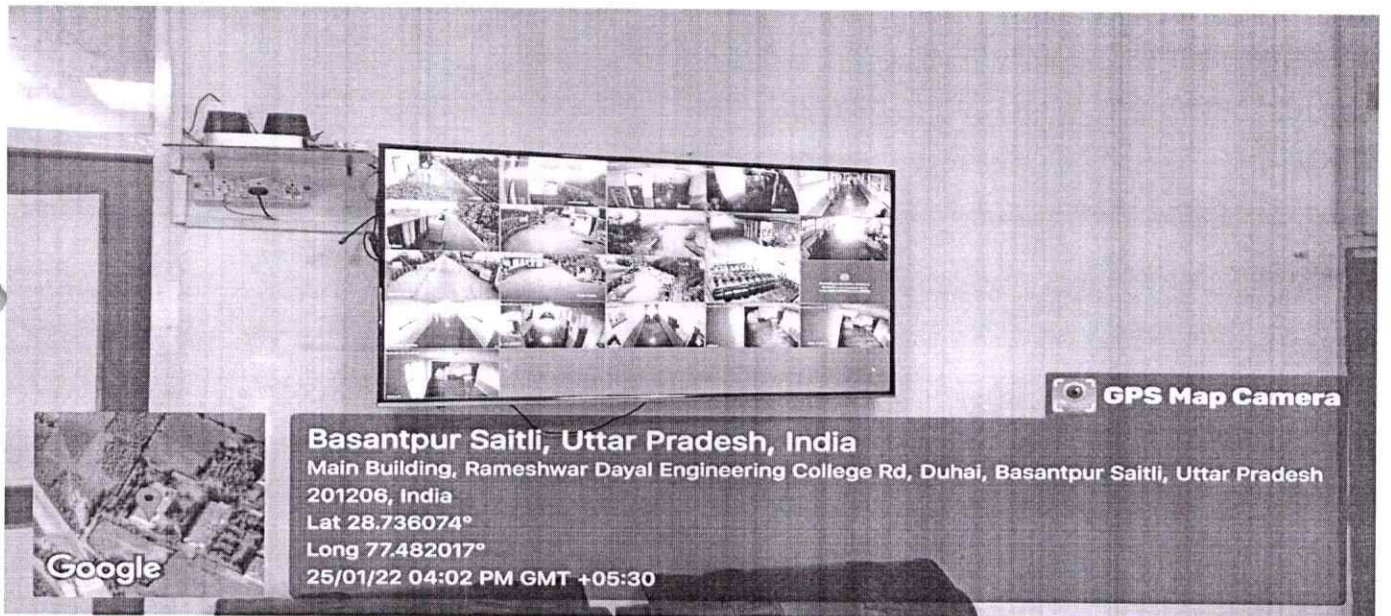 GPS Map Camera
Basantpur Saitli, Uttar Pradesh, India
Main Building, Rameshwar Dayal Engineering College Rd, Duhai, Basantpur Saitli, Uttar Pradesh
201206, India
Lat 28.736074°
Long 77.482017°
25/01/22 04:02 PM GMT +05:30
Google